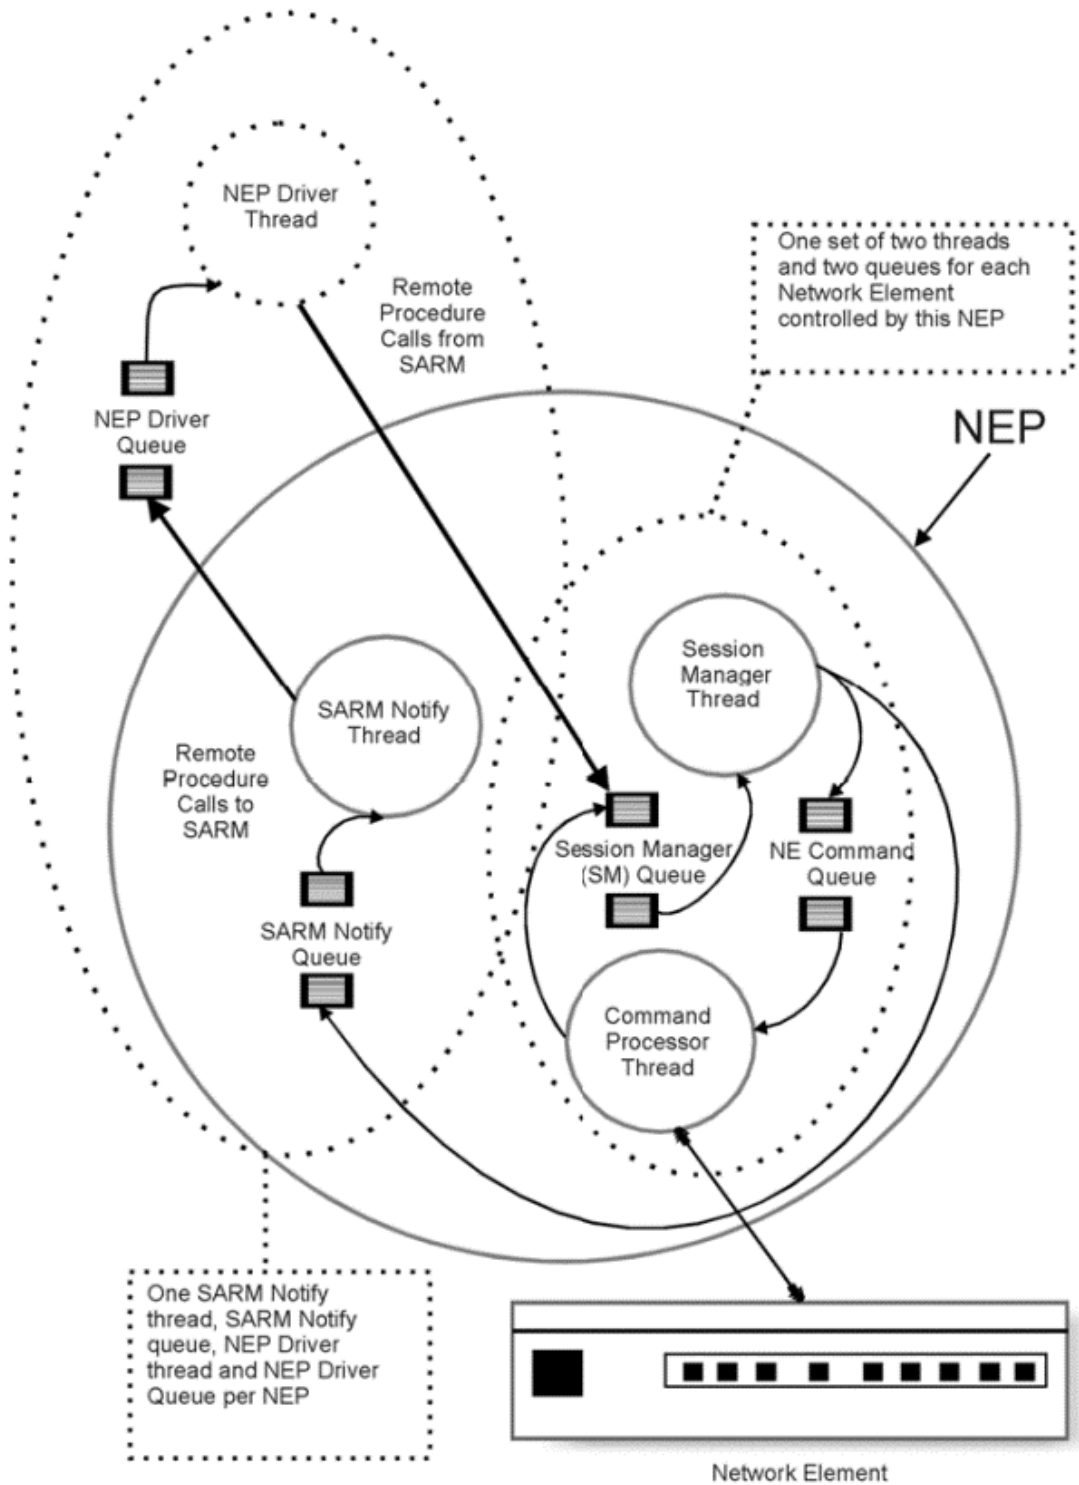 NEP Driver
Thread
Remote
Procedure
Calls from
SARM
One set of two threads
and two queues for each
Network Element
controlled by this NEP
NEP Driver
Queue
NEP
SARM Notify
Thread
Session
Manager
Thread
Remote
Procedure
Calls to
SARM
Session Manager
(SM) Queue
NE Command
Queue
SARM Notify
Queue
Command
Processor
Thread
One SARM Notify
thread, SARM Notify
queue, NEP Driver
thread and NEP Driver
Queue per NEP
Network Element